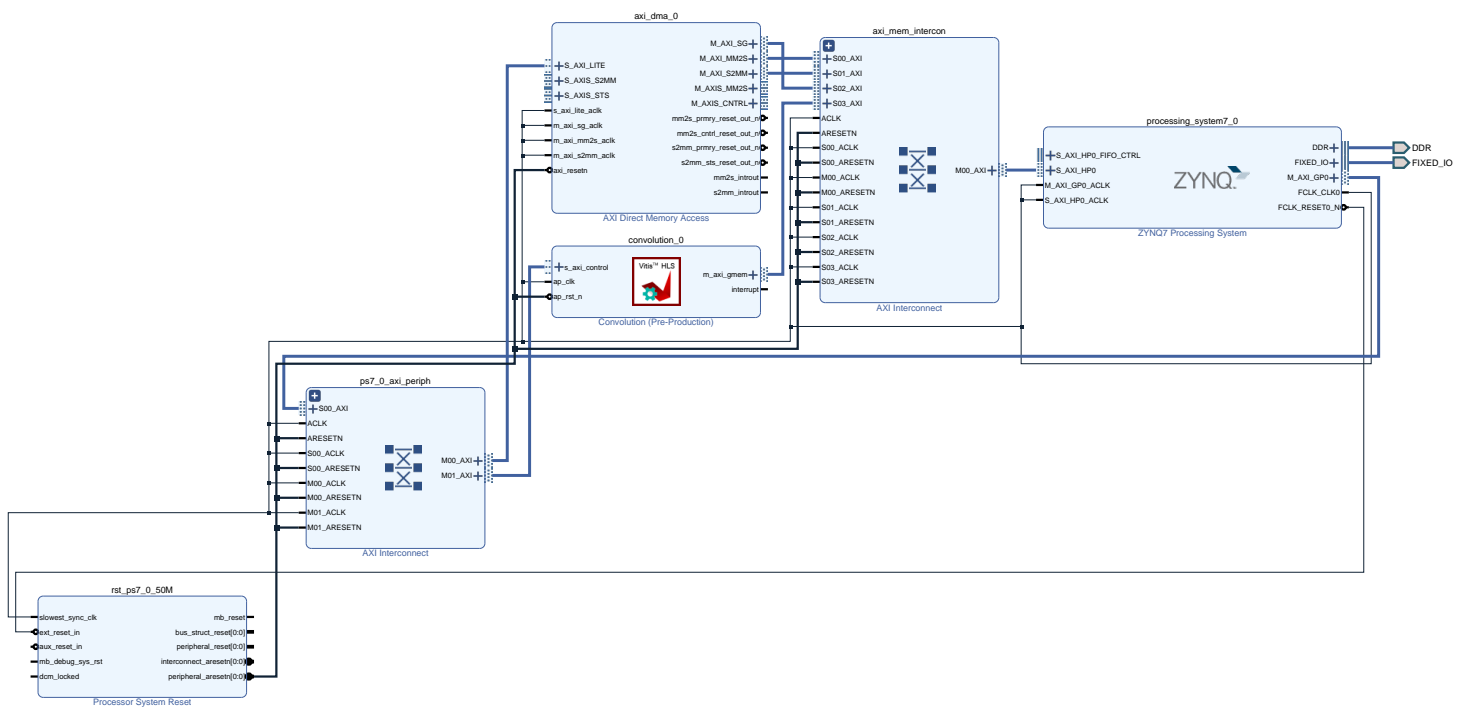 axi_dma_0
S_AXI_LITE
S_AXIS_S2MM
S_AXIS_STS
s_axi_lite_aclk
m_axi_sg_aclk
m_axi_mm2s_aclk
m_axi_s2mm_aclk
axi_resetn
M_AXI_SG
M_AXI_MM2S
M_AXI_S2MM
M_AXIS_MM2S
M_AXIS_CNTRL
mm2s_prmry_reset_out_n
mm2s_cntrl_reset_out_n
s2mm_prmry_reset_out_n
s2mm_sts_reset_out_n
mm2s_introut
s2mm_introut
AXI Direct Memory Access
axi_mem_intercon
S00_AXI
S01_AXI
S02_AXI
S03_AXI
ACLK
ARESETN
S00_ACLK
S00_ARESETN
M00_ACLK
M00_ARESETN
S01_ACLK
S01_ARESETN
S02_ACLK
S02_ARESETN
S03_ACLK
S03_ARESETN
M00_AXI
AXI Interconnect
processing_system7_0
S_AXI_HP0_FIFO_CTRL
S_AXI_HP0
M_AXI_GP0_ACLK
S_AXI_HP0_ACLK
ZYNQ
DDR
FIXED_IO
M_AXI_GP0
FCLK_CLK0
FCLK_RESET0_N
ZYNQ7 Processing System
DDR
FIXED_IO
convolution_0
s_axi_control
ap_clk
ap_rst_n
Vitis™ HLS
m_axi_gmem
interrupt
Convolution (Pre-Production)
ps7_0_axi_periph
S00_AXI
ACLK
ARESETN
S00_ACLK
S00_ARESETN
M00_ACLK
M00_ARESETN
M01_ACLK
M01_ARESETN
M00_AXI
M01_AXI
AXI Interconnect
rst_ps7_0_50M
slowest_sync_clk
ext_reset_in
aux_reset_in
mb_debug_sys_rst
dcm_locked
mb_reset
bus_struct_reset[0:0]
peripheral_reset[0:0]
interconnect_aresetn[0:0]
peripheral_aresetn[0:0]
Processor System Reset